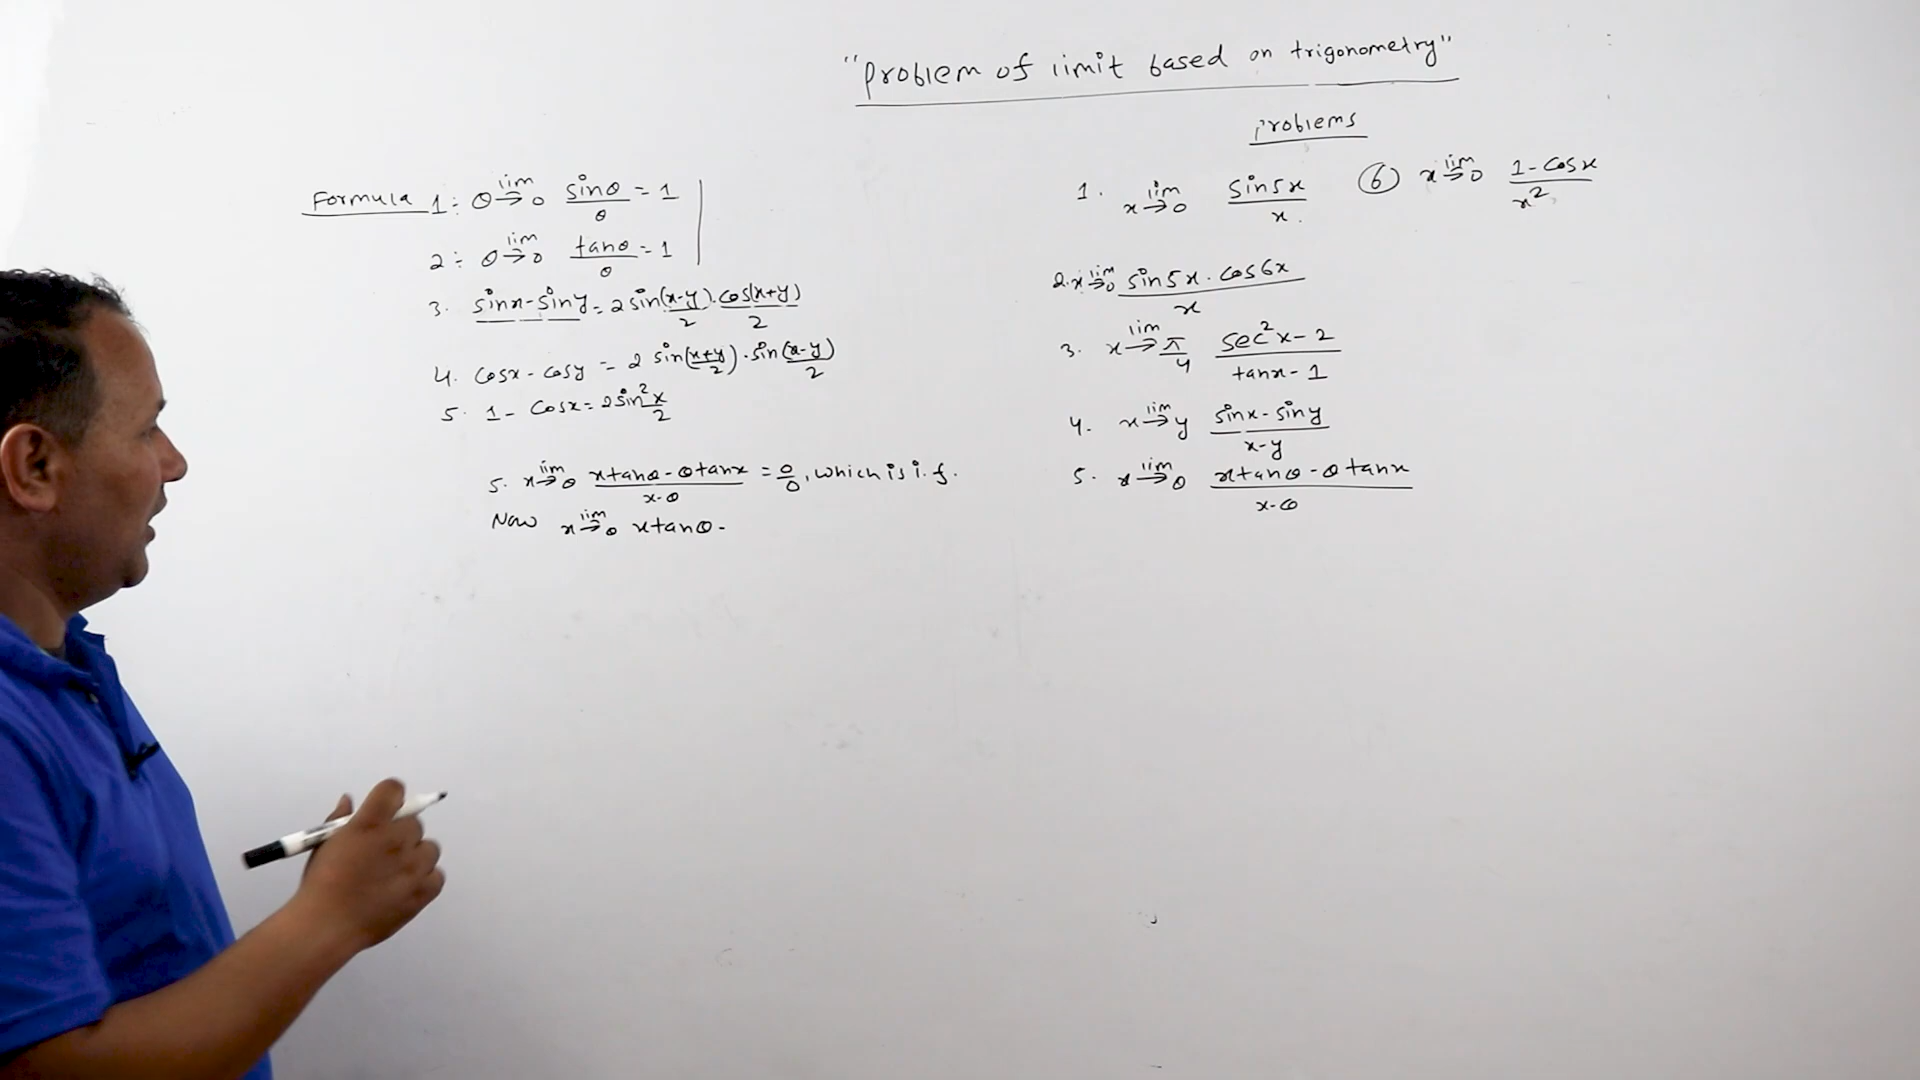 "Problem of limit based on trigonometry"
Problems
Formula 1: lim θ→0 sinθ/θ = 1
2: lim θ→0 tanθ/θ = 1
3. sinx-siny = 2 sin(x-y)/2 . cos(x+y)/2
4. cosx - cosy = 2 sin(x+y/2) . sin(x-y)/2
5. 1 - cosx = 2sin² x/2
5. lim x→θ xtanθ-θtanx/x-θ = 0/0, which is i.f.
Now lim x→θ xtanθ -
1. lim x→0 sin5x/x
⑥ lim x→0 1-cosx/x²
2. lim x→0 sin5x . cos6x/x
3. lim x→π/4 sec²x-2/tanx-1
4. lim x→y sinx-siny/x-y
5. lim x→θ xtanθ-θtanx/x-θ